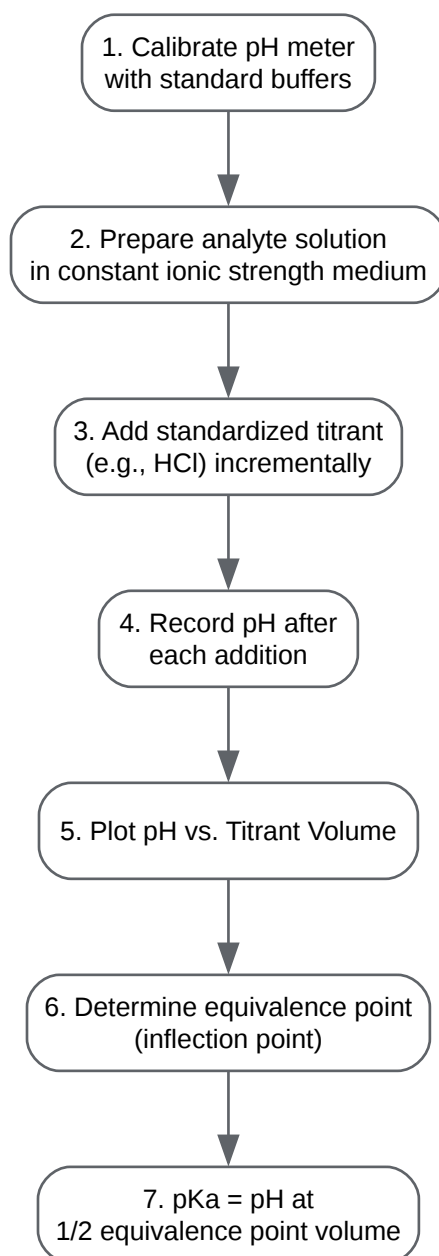 1. Calibrate pH meter
with standard buffers
2. Prepare analyte solution
in constant ionic strength medium
3. Add standardized titrant
(e.g., HCl) incrementally
4. Record pH after
each addition
5. Plot pH vs. Titrant Volume
6. Determine equivalence point
(inflection point)
7. pKa = pH at
1/2 equivalence point volume